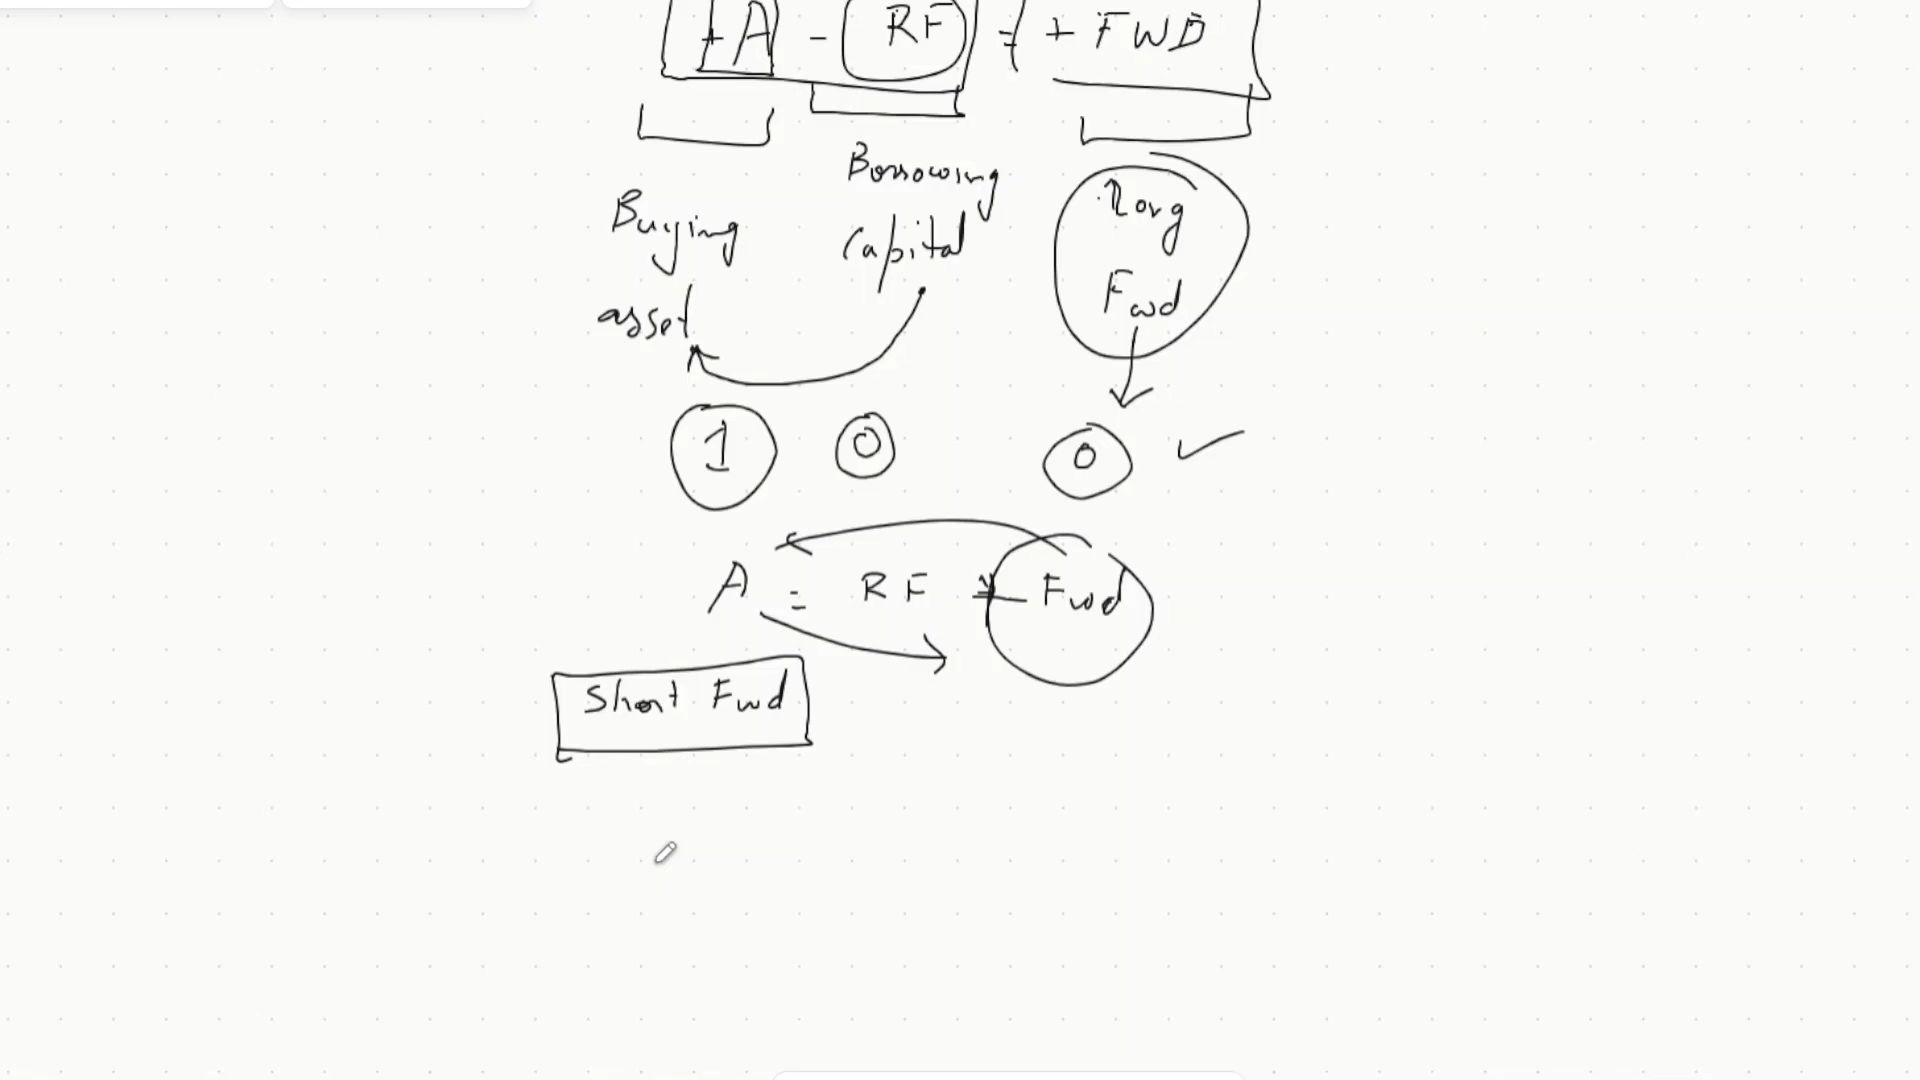 +A - RF = + FWD
Borrowing
capital
Buying
asset
Long
Fwd
1 0 0
A = RF + Fwd
Short Fwd